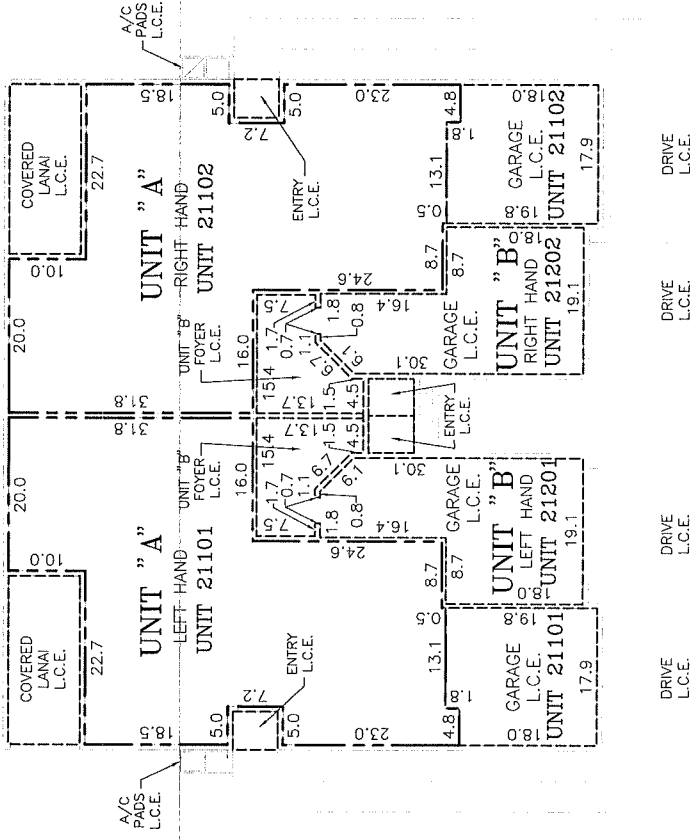 A/C
PADS
L.C.E.
A/C
PADS
L.C.E.
COVERED
LANAI
L.C.E.
10.0
20.0
20.0
10.0
COVERED
LANAI
L.C.E.
22.7
22.7
18.5
31.8
31.8
18.5
UNIT "A"
LEFT HAND
UNIT 21101
UNIT "A"
RIGHT HAND
UNIT 21102
UNIT "B"
FOYER
L.C.E.
UNIT "B"
FOYER
L.C.E.
5.0
7.2
5.0
ENTRY
L.C.E.
5.0
7.2
5.0
ENTRY
L.C.E.
16.0
16.0
15.4
15.4
7.5
1.7
0.7
1.1
6.7
6.1
1.8
0.8
13.7
1.5
4.5
13.7
1.5
4.5
7.5
1.7
0.7
1.1
6.7
6.1
1.8
0.8
23.0
24.6
16.4
30.1
ENTRY
L.C.E.
30.1
16.4
24.6
23.0
4.8
1.8
13.1
0.5
8.7
8.7
8.7
8.7
0.5
13.1
1.8
4.8
GARAGE
L.C.E.
UNIT 21101
18.0
19.8
17.9
GARAGE
L.C.E.
UNIT "B"
LEFT HAND
UNIT 21201
18.0
19.1
GARAGE
L.C.E.
UNIT "B"
RIGHT HAND
UNIT 21202
18.0
19.1
GARAGE
L.C.E.
UNIT 21102
19.8
18.0
17.9
DRIVE
L.C.E.
DRIVE
L.C.E.
DRIVE
L.C.E.
DRIVE
L.C.E.